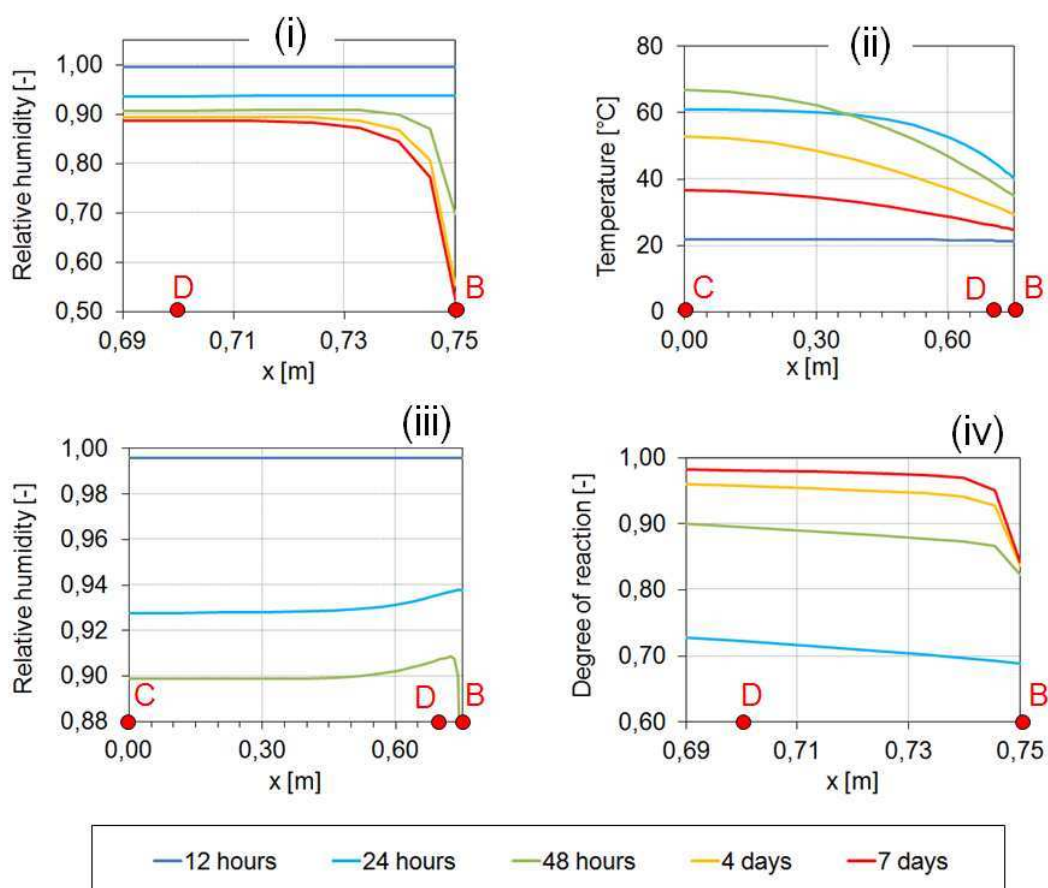 (i)
Relative humidity [-]
1,00
0,90
0,80
0,70
0,60
0,50
D
B
0,69
0,71
0,73
0,75
x [m]
(ii)
Temperature [°C]
80
60
40
20
0
C
D
B
0,00
0,30
0,60
x [m]
(iii)
Relative humidity [-]
1,00
0,98
0,96
0,94
0,92
0,90
0,88
C
D
B
0,00
0,30
0,60
x [m]
(iv)
Degree of reaction [-]
1,00
0,90
0,80
0,70
0,60
D
B
0,69
0,71
0,73
0,75
x [m]
12 hours 24 hours 48 hours 4 days 7 days